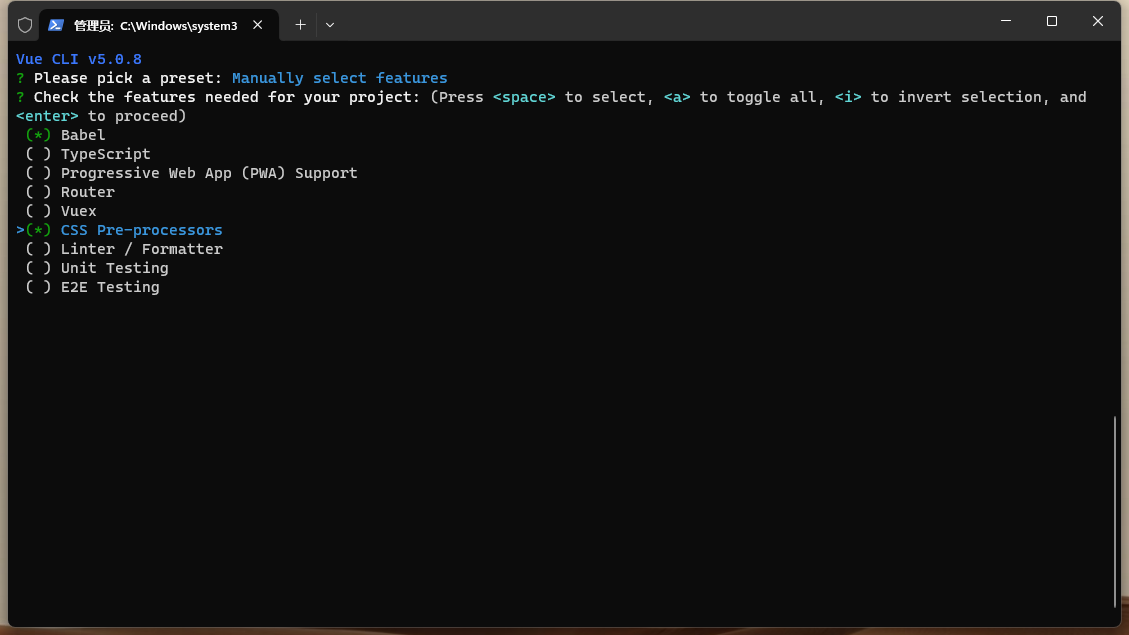 管理员: C:\Windows\system3
Vue CLI v5.0.8
? Please pick a preset: Manually select features
? Check the features needed for your project: (Press <space> to select, <a> to toggle all, <i> to invert selection, and
<enter> to proceed)
(*) Babel
( ) TypeScript
( ) Progressive Web App (PWA) Support
( ) Router
( ) Vuex
>(*) CSS Pre-processors
( ) Linter / Formatter
( ) Unit Testing
( ) E2E Testing